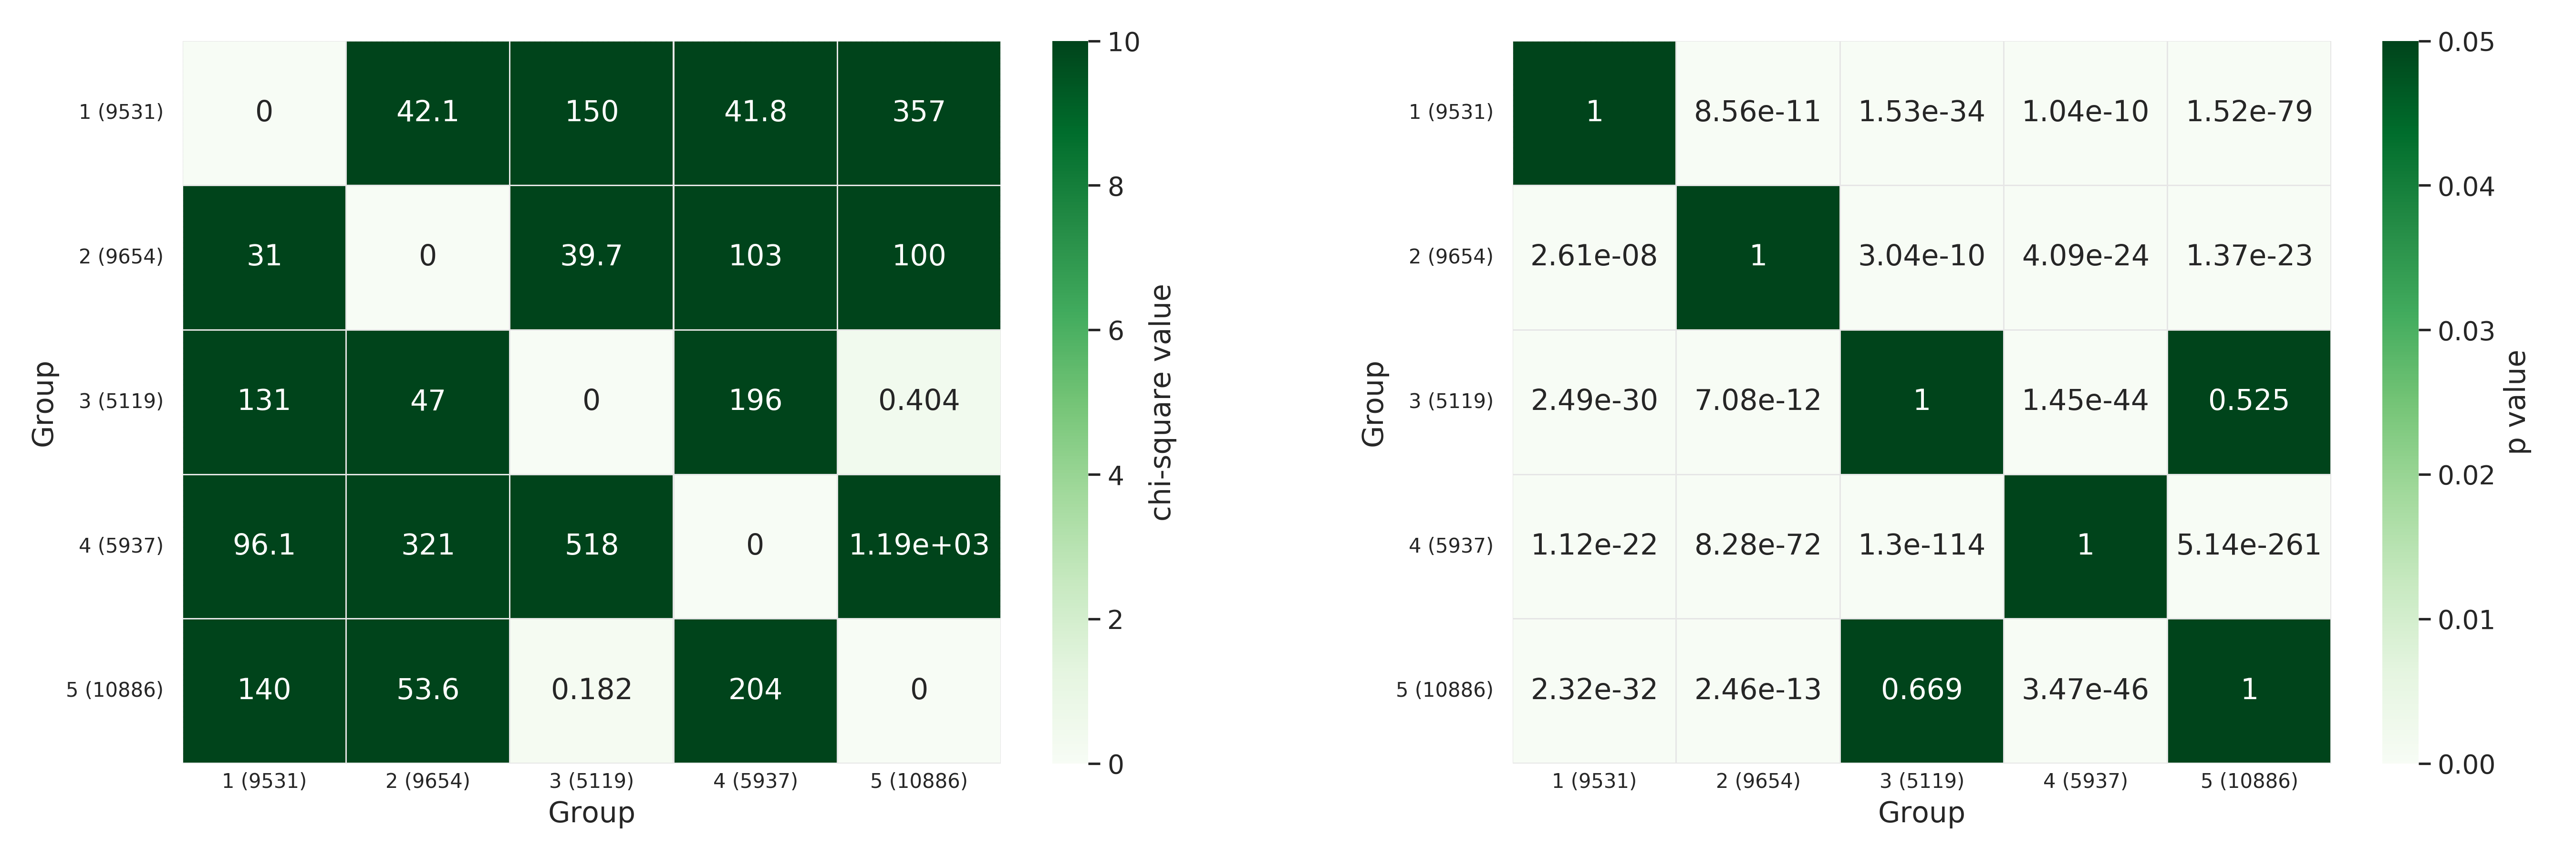 10
0.05
1 (9531) 0 42.1 150 41.8 357
1 (9531) 1 8.56e-11 1.53e-34 1.04e-10 1.52e-79
8
0.04
2 (9654) 31 0 39.7 103 100
2 (9654) 2.61e-08 1 3.04e-10 4.09e-24 1.37e-23
6
0.03
Group
chi-square value
Group
p value
3 (5119) 131 47 0 196 0.404
3 (5119) 2.49e-30 7.08e-12 1 1.45e-44 0.525
4
0.02
4 (5937) 96.1 321 518 0 1.19e+03
4 (5937) 1.12e-22 8.28e-72 1.3e-114 1 5.14e-261
2
0.01
5 (10886) 140 53.6 0.182 204 0
5 (10886) 2.32e-32 2.46e-13 0.669 3.47e-46 1
0
0.00
1 (9531) 2 (9654) 3 (5119) 4 (5937) 5 (10886)
1 (9531) 2 (9654) 3 (5119) 4 (5937) 5 (10886)
Group
Group